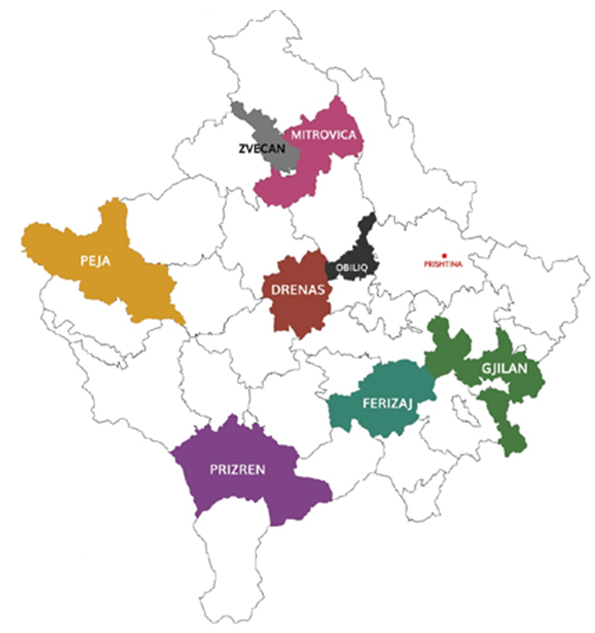 MITROVICA
ZVECAN
PEJA
PRISHTINA
OBILIQ
DRENAS
GJILAN
FERIZAJ
PRIZREN